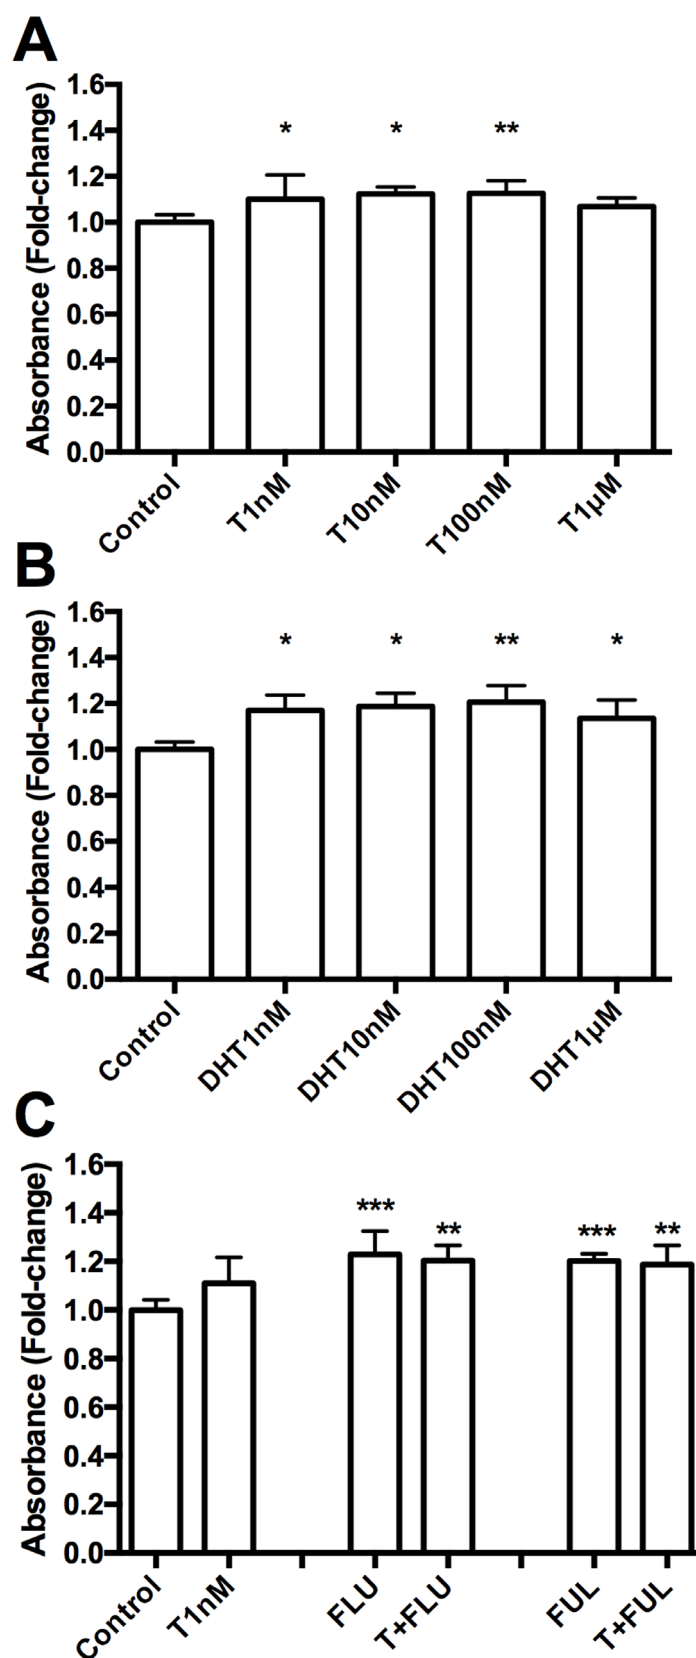 A
Absorbance (Fold-change)
1.6
1.4
1.2
1.0
0.8
0.6
0.4
0.2
0.0
* * **
Control T1nM T10nM T100nM T1µM
B
Absorbance (Fold-change)
1.6
1.4
1.2
1.0
0.8
0.6
0.4
0.2
0.0
* * ** *
Control DHT1nM DHT10nM DHT100nM DHT1µM
C
Absorbance (Fold-change)
1.6
1.4
1.2
1.0
0.8
0.6
0.4
0.2
0.0
*** ** *** **
Control T1nM FLU T+FLU FUL T+FUL